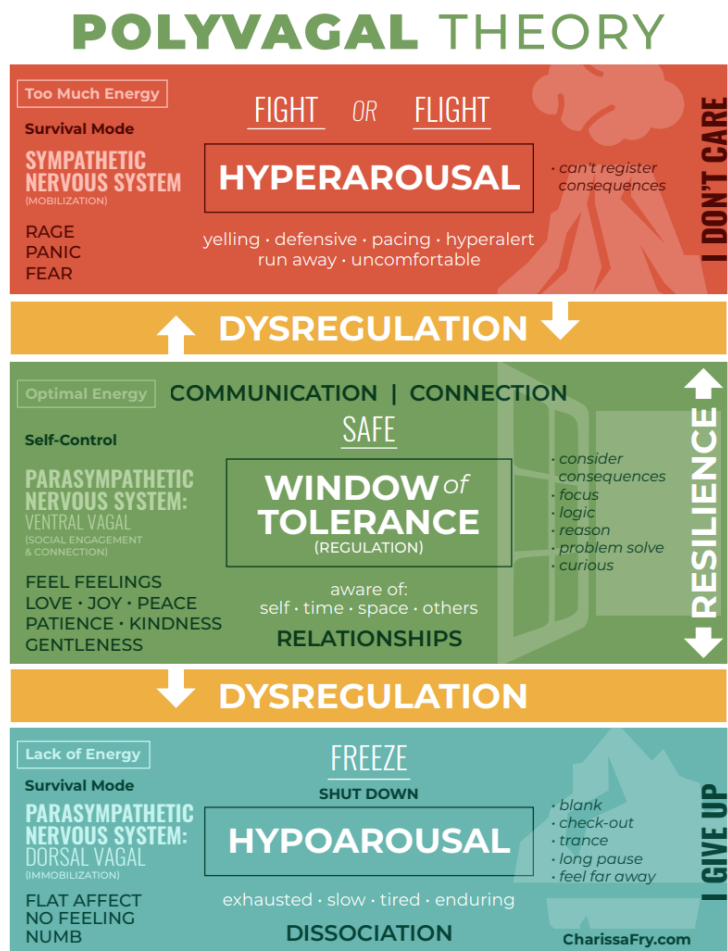 POLYVAGAL THEORY
Too Much Energy
Survival Mode
SYMPATHETIC
NERVOUS SYSTEM
(MOBILIZATION)
RAGE
PANIC
FEAR
FIGHT OR FLIGHT
HYPERAROUSAL
yelling • defensive • pacing • hyperalert
run away • uncomfortable
• can't register
consequences
I DON'T CARE
DYSREGULATION
Optimal Energy
COMMUNICATION | CONNECTION
Self-Control
PARASYMPATHETIC
NERVOUS SYSTEM:
VENTRAL VAGAL
(SOCIAL ENGAGEMENT
& CONNECTION)
FEEL FEELINGS
LOVE • JOY • PEACE
PATIENCE • KINDNESS
GENTLENESS
SAFE
WINDOW of
TOLERANCE
(REGULATION)
aware of:
self • time • space • others
RELATIONSHIPS
• consider
consequences
• focus
• logic
• reason
• problem solve
• curious
RESILIENCE
DYSREGULATION
Lack of Energy
Survival Mode
PARASYMPATHETIC
NERVOUS SYSTEM:
DORSAL VAGAL
(IMMOBILIZATION)
FLAT AFFECT
NO FEELING
NUMB
FREEZE
SHUT DOWN
HYPOAROUSAL
exhausted • slow • tired • enduring
DISSOCIATION
• blank
• check-out
• trance
• long pause
• feel far away
I GIVE UP
CharissaFry.com